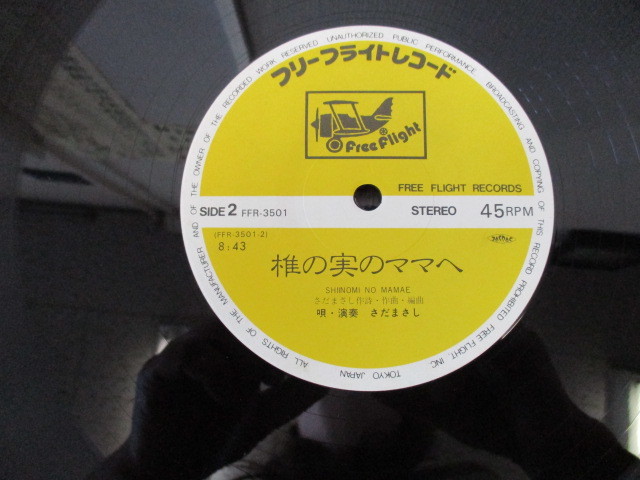 UNAUTHORIZED PUBLIC PERFORMANCE BROADCASTING AND COPYING OF THIS RECORD PROHIBITED FREE FLIGHT, INC. TOKYO JAPAN
ALL RIGHTS OF THE MANUFACTURER AND OF THE OWNER OF THE RECORDED WORK RESERVED
フリーフライトレコード
Free Flight
FREE FLIGHT RECORDS
SIDE 2 FFR-3501 STEREO 45RPM
(FFR-3501-2)
8:43
椎の実のママへ
SHIINOMI NO MAMAE
さだまさし作詩・作曲・編曲
唄・演奏 さだまさし